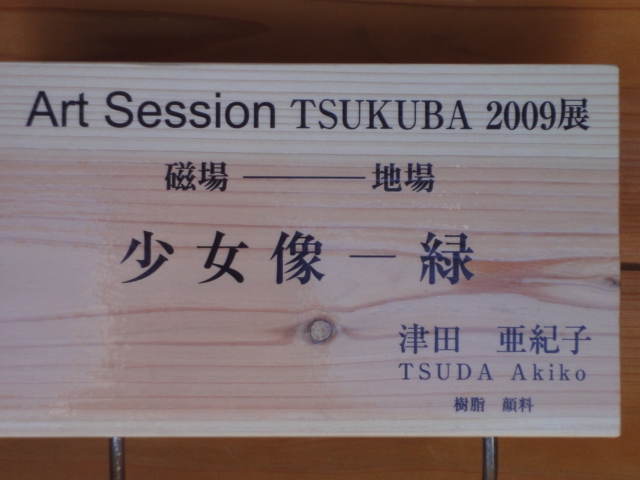 Art Session TSUKUBA 2009展
磁場 ― 地場
少女像 ― 緑
津田 亜紀子
TSUDA Akiko
樹脂 顔料